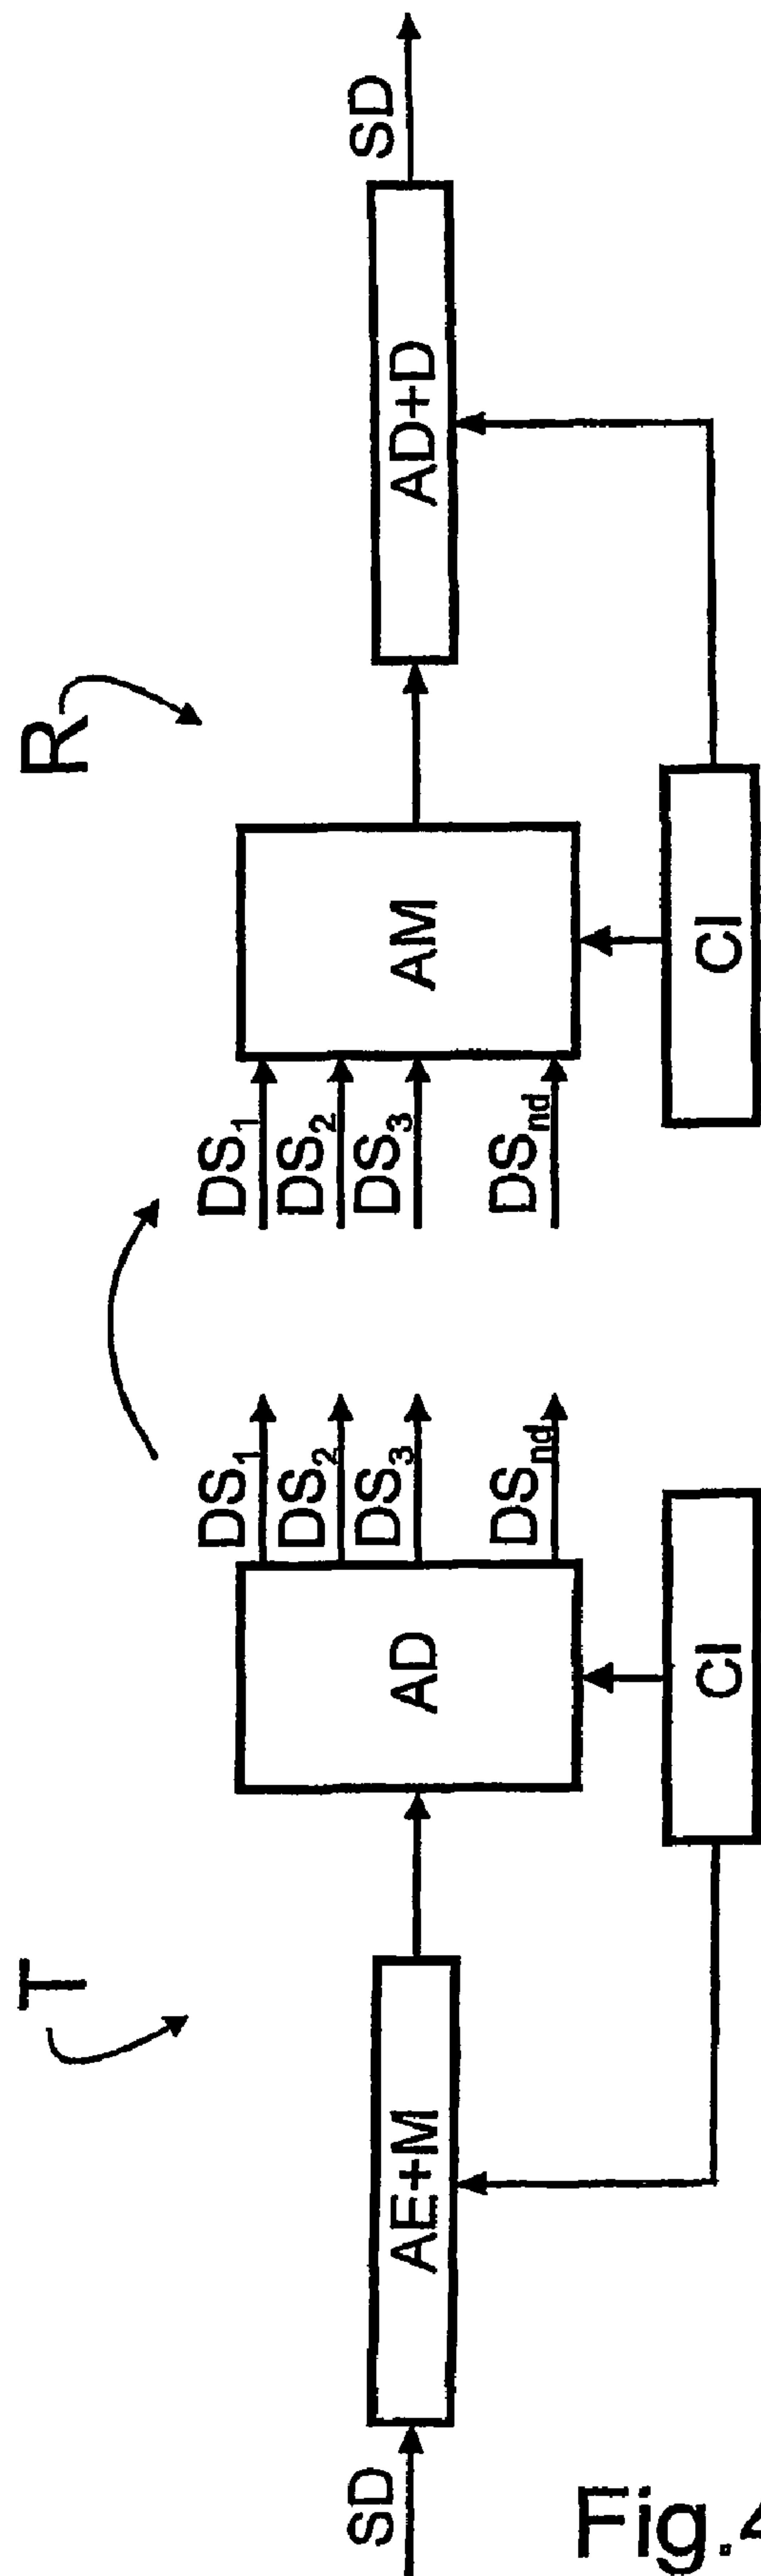 T
SD
AE+M
AD
CI
DS1
DS2
DS3
DSnd
R
DS1
DS2
DS3
DSnd
AM
CI
AD+D
SD
Fig.4